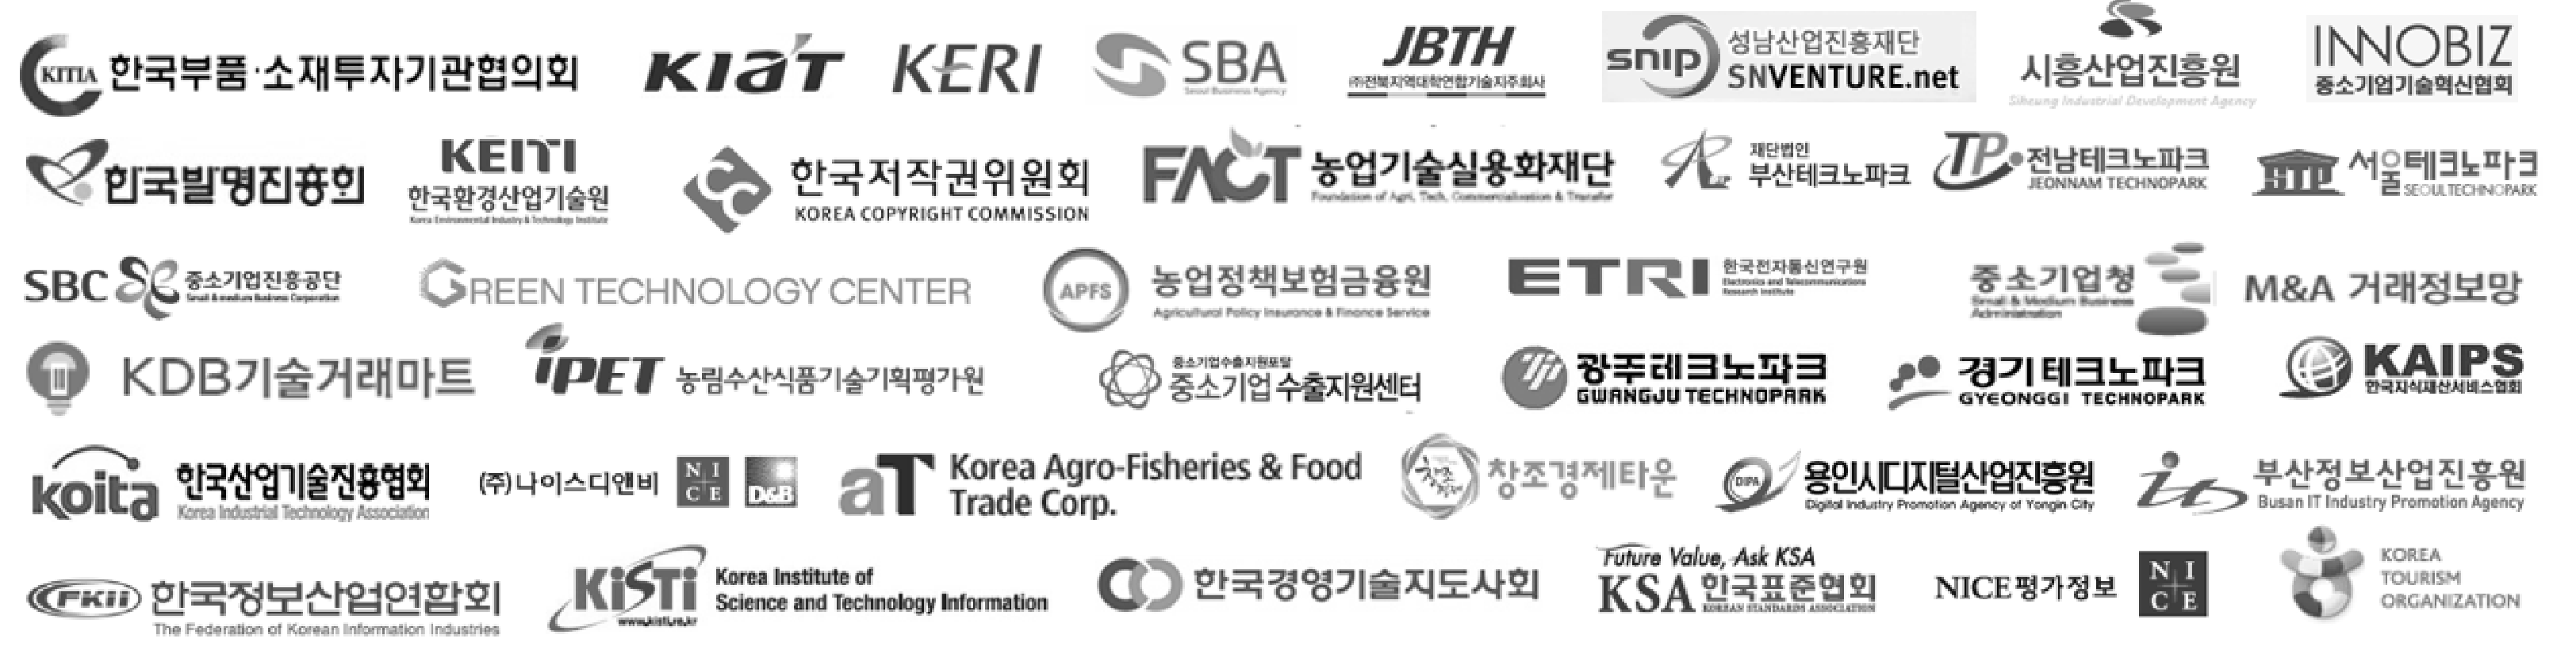 KITIA 한국부품·소재투자기관협의회
KIAT
KERI
SBA
Seoul Business Agency
JBTH
㈜전북지역대학연합기술지주회사
snip 성남산업진흥재단
SNVENTURE.net
시흥산업진흥원
Siheung Industrial Development Agency
INNOBIZ
중소기업기술혁신협회
한국발명진흥회
KEITI
한국환경산업기술원
Korea Environmental Industry & Technology Institute
CC 한국저작권위원회
KOREA COPYRIGHT COMMISSION
FACT 농업기술실용화재단
Foundation of Agri. Tech. Commercialization & Transfer
재단법인
부산테크노파크
TP 전남테크노파크
JEONNAM TECHNOPARK
STP 서울테크노파크
SEOUL TECHNOPARK
SBC 중소기업진흥공단
Small & medium Business Corporation
GREEN TECHNOLOGY CENTER
APFS 농업정책보험금융원
Agricultural Policy Insurance & Finance Service
ETRI 한국전자통신연구원
Electronics and Telecommunications
Research Institute
중소기업청
Small & Medium Business
Administration
M&A 거래정보망
KDB기술거래마트
iPET 농림수산식품기술기획평가원
중소기업수출지원포탈
중소기업 수출지원센터
광주테크노파크
GWANGJU TECHNOPARK
경기테크노파크
GYEONGGI TECHNOPARK
KAIPS
한국지식재산서비스협회
koita 한국산업기술진흥협회
Korea Industrial Technology Association
(주)나이스디앤비
NICE
D&B
aT Korea Agro-Fisheries & Food
Trade Corp.
창조경제타운
DIPA 용인시디지털산업진흥원
Digital Industry Promotion Agency of Yongin City
부산정보산업진흥원
Busan IT Industry Promotion Agency
FKII 한국정보산업연합회
The Federation of Korean Information Industries
KiSTi
www.kisti.re.kr
Korea Institute of
Science and Technology Information
한국경영기술지도사회
Future Value, Ask KSA
KSA 한국표준협회
KOREAN STANDARDS ASSOCIATION
NICE평가정보
NICE
KOREA
TOURISM
ORGANIZATION